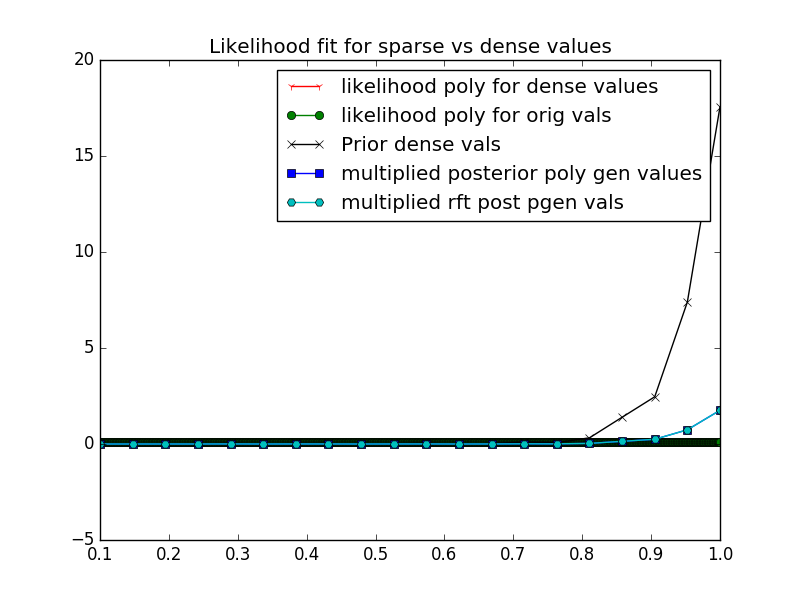 Likelihood fit for sparse vs dense values
likelihood poly for dense values
likelihood poly for orig vals
Prior dense vals
multiplied posterior poly gen values
multiplied rft post pgen vals
20
15
10
5
0
−5
0.1 0.2 0.3 0.4 0.5 0.6 0.7 0.8 0.9 1.0